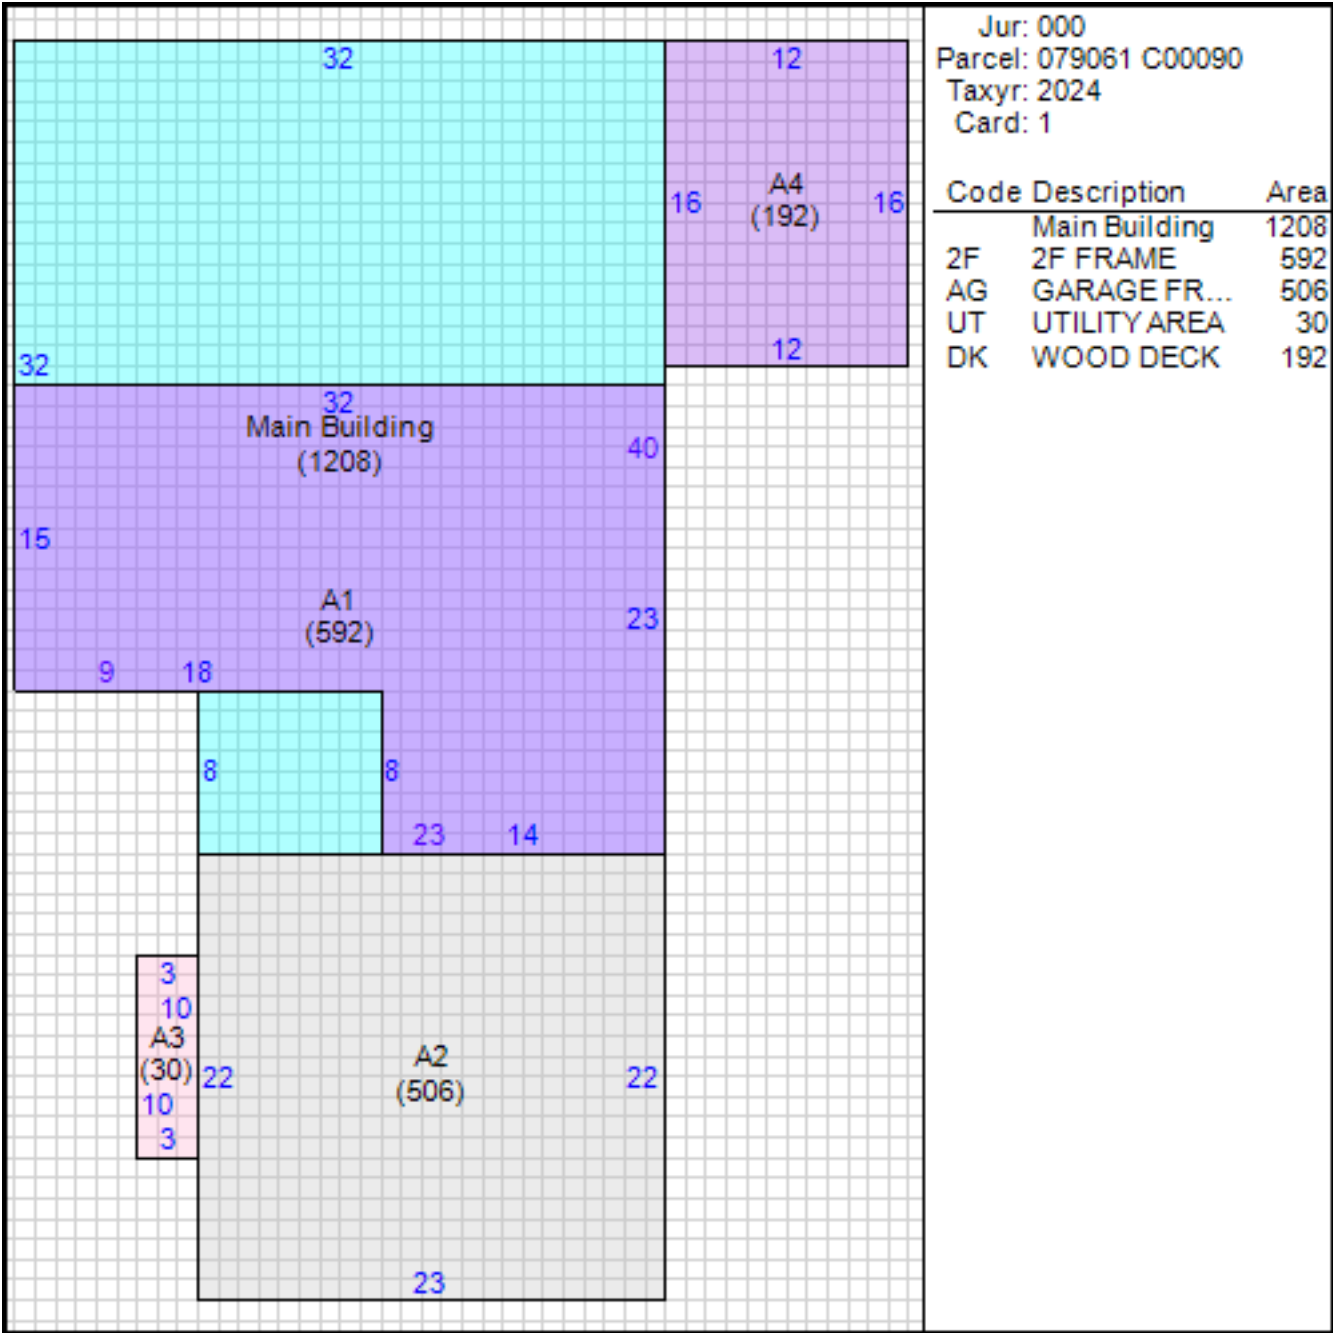 Jur: 000
Parcel: 079061 C00090
Taxyr: 2024
Card: 1
Code Description Area
Main Building 1208
2F 2F FRAME 592
AG GARAGE FR... 506
UT UTILITY AREA 30
DK WOOD DECK 192
32
12
16
A4
(192)
16
12
32
32
Main Building
(1208)
40
15
A1
(592)
23
9
18
8
8
23
14
3
10
A3
(30)
10
3
22
A2
(506)
22
23